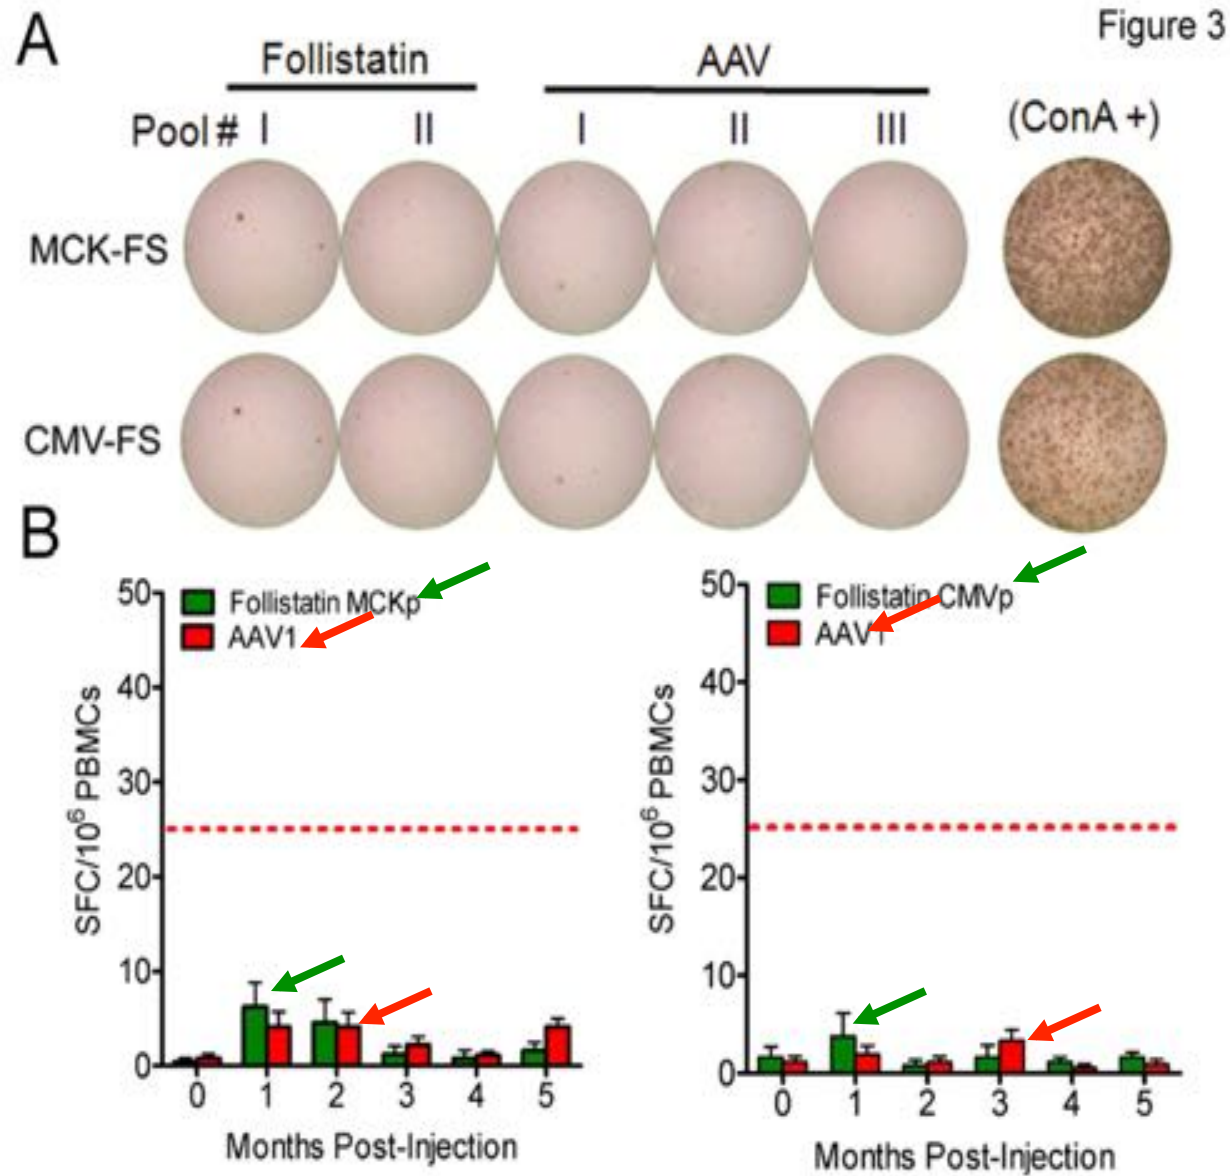 Figure 3
A
Follistatin AAV
Pool # I II I II III (ConA +)
MCK-FS
CMV-FS
B
50
40
30
20
10
0
SFC/10⁶ PBMCs
Follistatin MCKp
AAV1
0 1 2 3 4 5
Months Post-Injection
50
40
30
20
10
0
SFC/10⁶ PBMCs
Follistatin CMVp
AAV1
0 1 2 3 4 5
Months Post-Injection